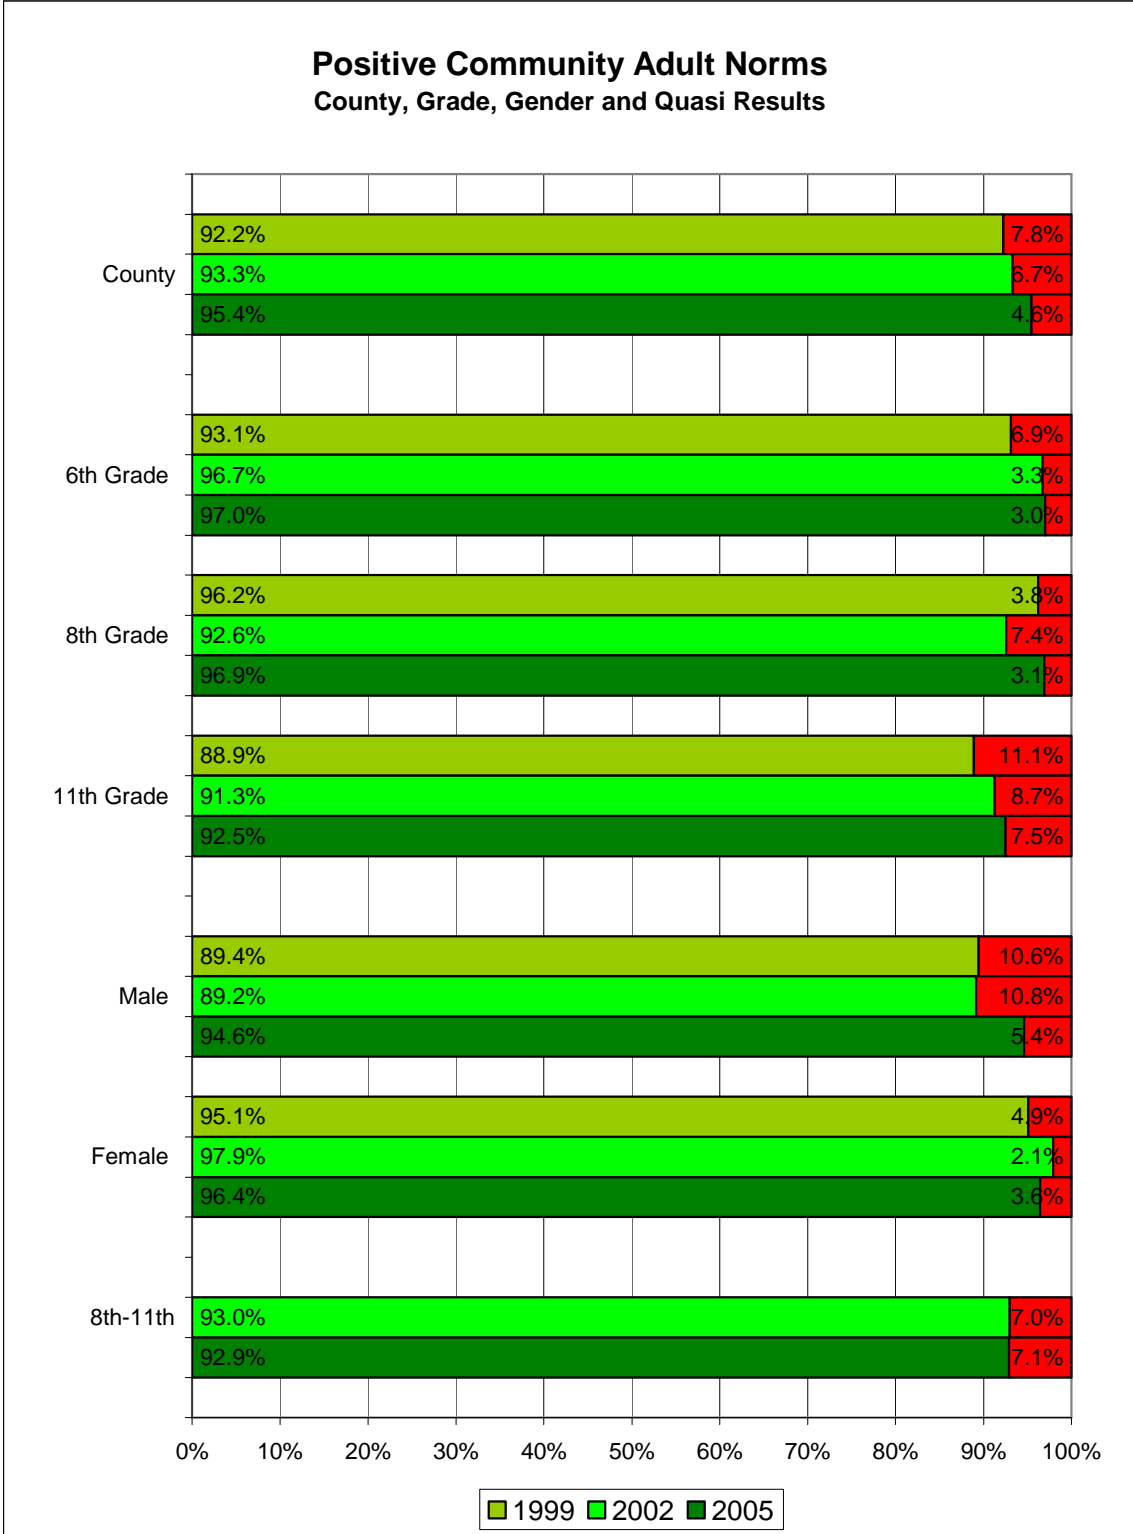 Positive Community Adult Norms
County, Grade, Gender and Quasi Results
92.2% 7.8%
County 93.3% 6.7%
95.4% 4.6%
93.1% 6.9%
6th Grade 96.7% 3.3%
97.0% 3.0%
96.2% 3.8%
8th Grade 92.6% 7.4%
96.9% 3.1%
88.9% 11.1%
11th Grade 91.3% 8.7%
92.5% 7.5%
89.4% 10.6%
Male 89.2% 10.8%
94.6% 5.4%
95.1% 4.9%
Female 97.9% 2.1%
96.4% 3.6%
8th-11th 93.0% 7.0%
92.9% 7.1%
0% 10% 20% 30% 40% 50% 60% 70% 80% 90% 100%
1999 2002 2005